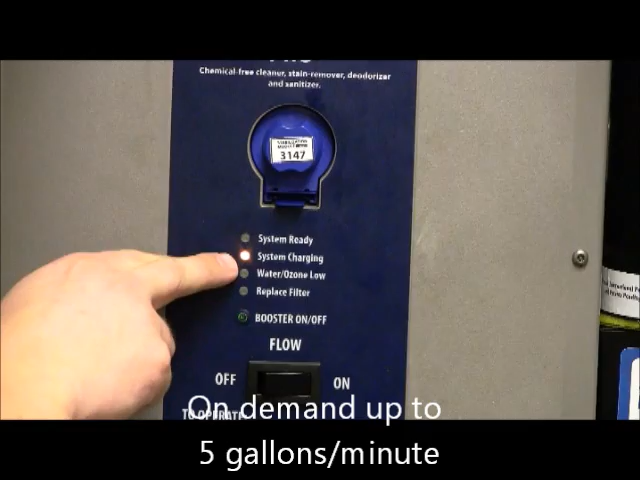 Chemical-free cleaner, stain-remover, deodorizer
and sanitizer.
3147
System Ready
System Charging
Water/Ozone Low
Replace Filter
BOOSTER ON/OFF
FLOW
OFF
ON
On demand up to
5 gallons/minute